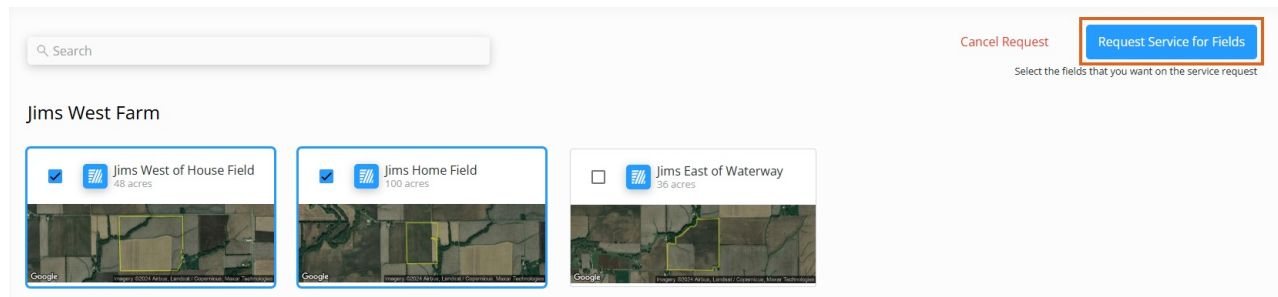 Search
Cancel Request
Request Service for Fields
Select the fields that you want on the service request
Jims West Farm
Jims West of House Field
48 acres
Jims Home Field
100 acres
Jims East of Waterway
36 acres
Google
Imagery ©2024 Airbus, Landsat / Copernicus, Maxar Technologies
Google
Imagery ©2024 Airbus, Landsat / Copernicus, Maxar Technologies
Google
Imagery ©2024 Airbus, Landsat / Copernicus, Maxar Technologies